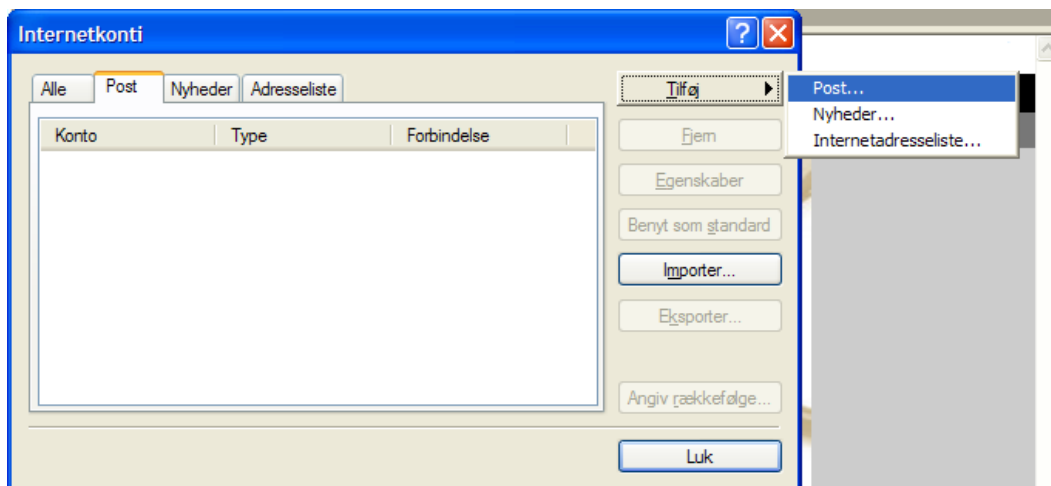 Internetkonti
Alle Post Nyheder Adresseliste
Konto Type Forbindelse
Tilføj
Fjern
Egenskaber
Benyt som standard
Importer...
Eksporter...
Angiv rækkefølge...
Luk
Post...
Nyheder...
Internetadresseliste...